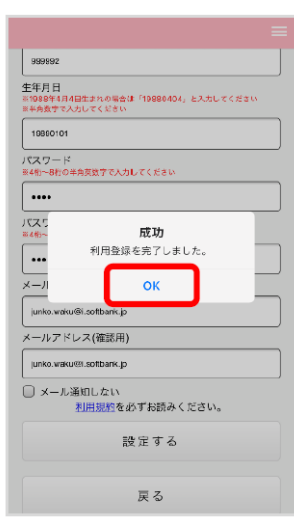 999992
生年月日
※1988年4月4日生まれの場合は「19880404」と入力してください
※半角数字で入力してください
19880101
パスワード
※4桁～8桁の半角英数字で入力してください
••••
パスワ
※4桁～
成功
利用登録を完了しました。
•••
メール
OK
junko.waku@i.softbank.jp
メールアドレス(確認用)
junko.waku@i.softbank.jp
メール通知しない
利用規約を必ずお読みください。
設定する
戻る